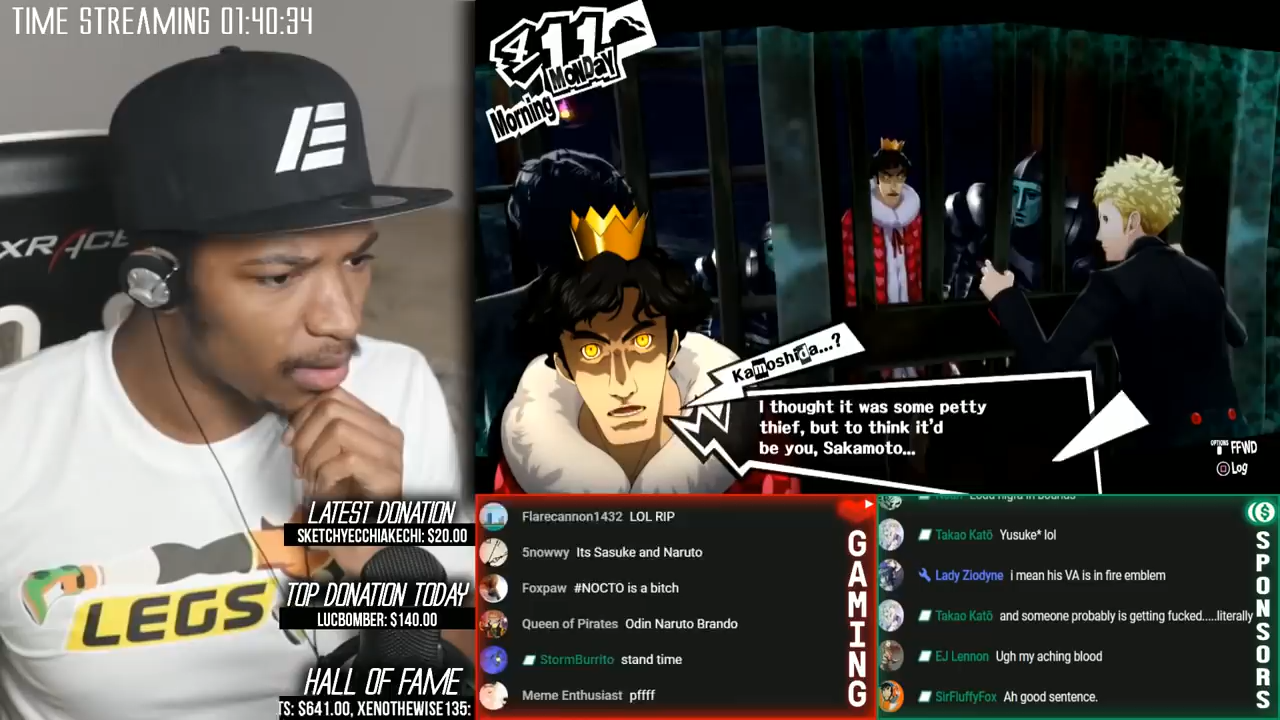 TIME STREAMING 01:40:34
XRACE
LEGS
LATEST DONATION
SKETCHYECCHIAKECHI: $20.00
TOP DONATION TODAY
LUCBOMBER: $140.00
HALL OF FAME
TS: $641.00, XENOTHEWISE135:
4/11
MONDAY
Morning
Kamoshida...?
I thought it was some petty
thief, but to think it'd
be you, Sakamoto...
OPTIONS FFWD
Log
Flarecannon1432 LOL RIP
5nowwy Its Sasuke and Naruto
Foxpaw #NOCTO is a bitch
Queen of Pirates Odin Naruto Brando
StormBurrito stand time
Meme Enthusiast pffff
GAMING
Takao Katō Yusuke* lol
Lady Ziodyne i mean his VA is in fire emblem
Takao Katō and someone probably is getting fucked.....literally
EJ Lennon Ugh my aching blood
SirFluffyFox Ah good sentence.
SPONSORS